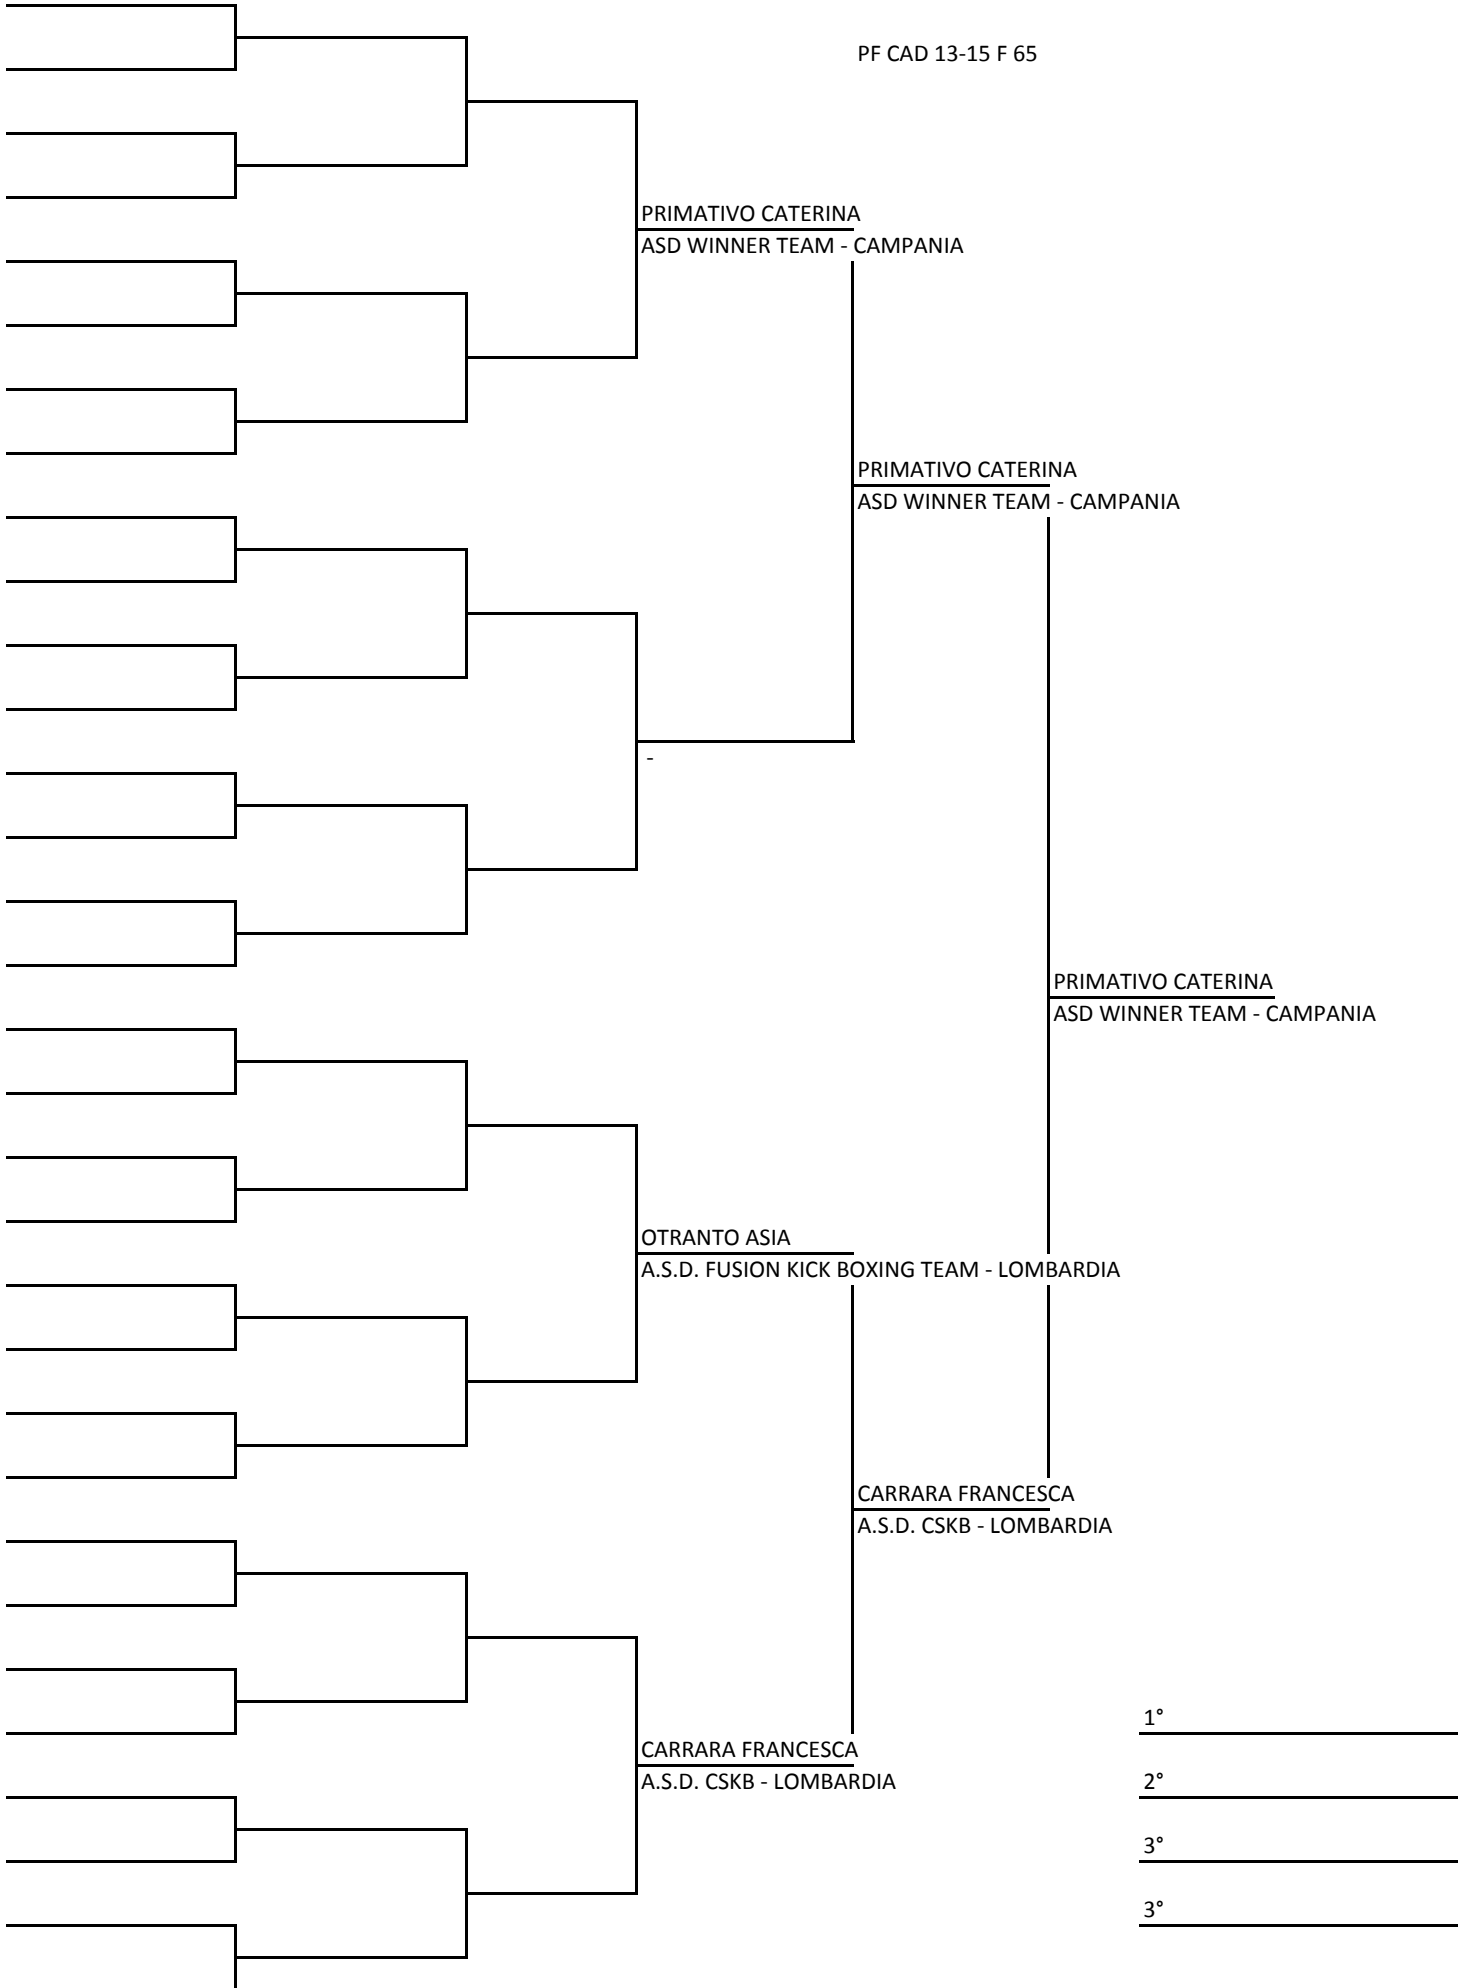 PF CAD 13-15 F 65
PRIMATIVO CATERINA
ASD WINNER TEAM - CAMPANIA
PRIMATIVO CATERINA
ASD WINNER TEAM - CAMPANIA
-
PRIMATIVO CATERINA
ASD WINNER TEAM - CAMPANIA
OTRANTO ASIA
A.S.D. FUSION KICK BOXING TEAM - LOMBARDIA
CARRARA FRANCESCA
A.S.D. CSKB - LOMBARDIA
1°
CARRARA FRANCESCA
A.S.D. CSKB - LOMBARDIA
2°
3°
3°